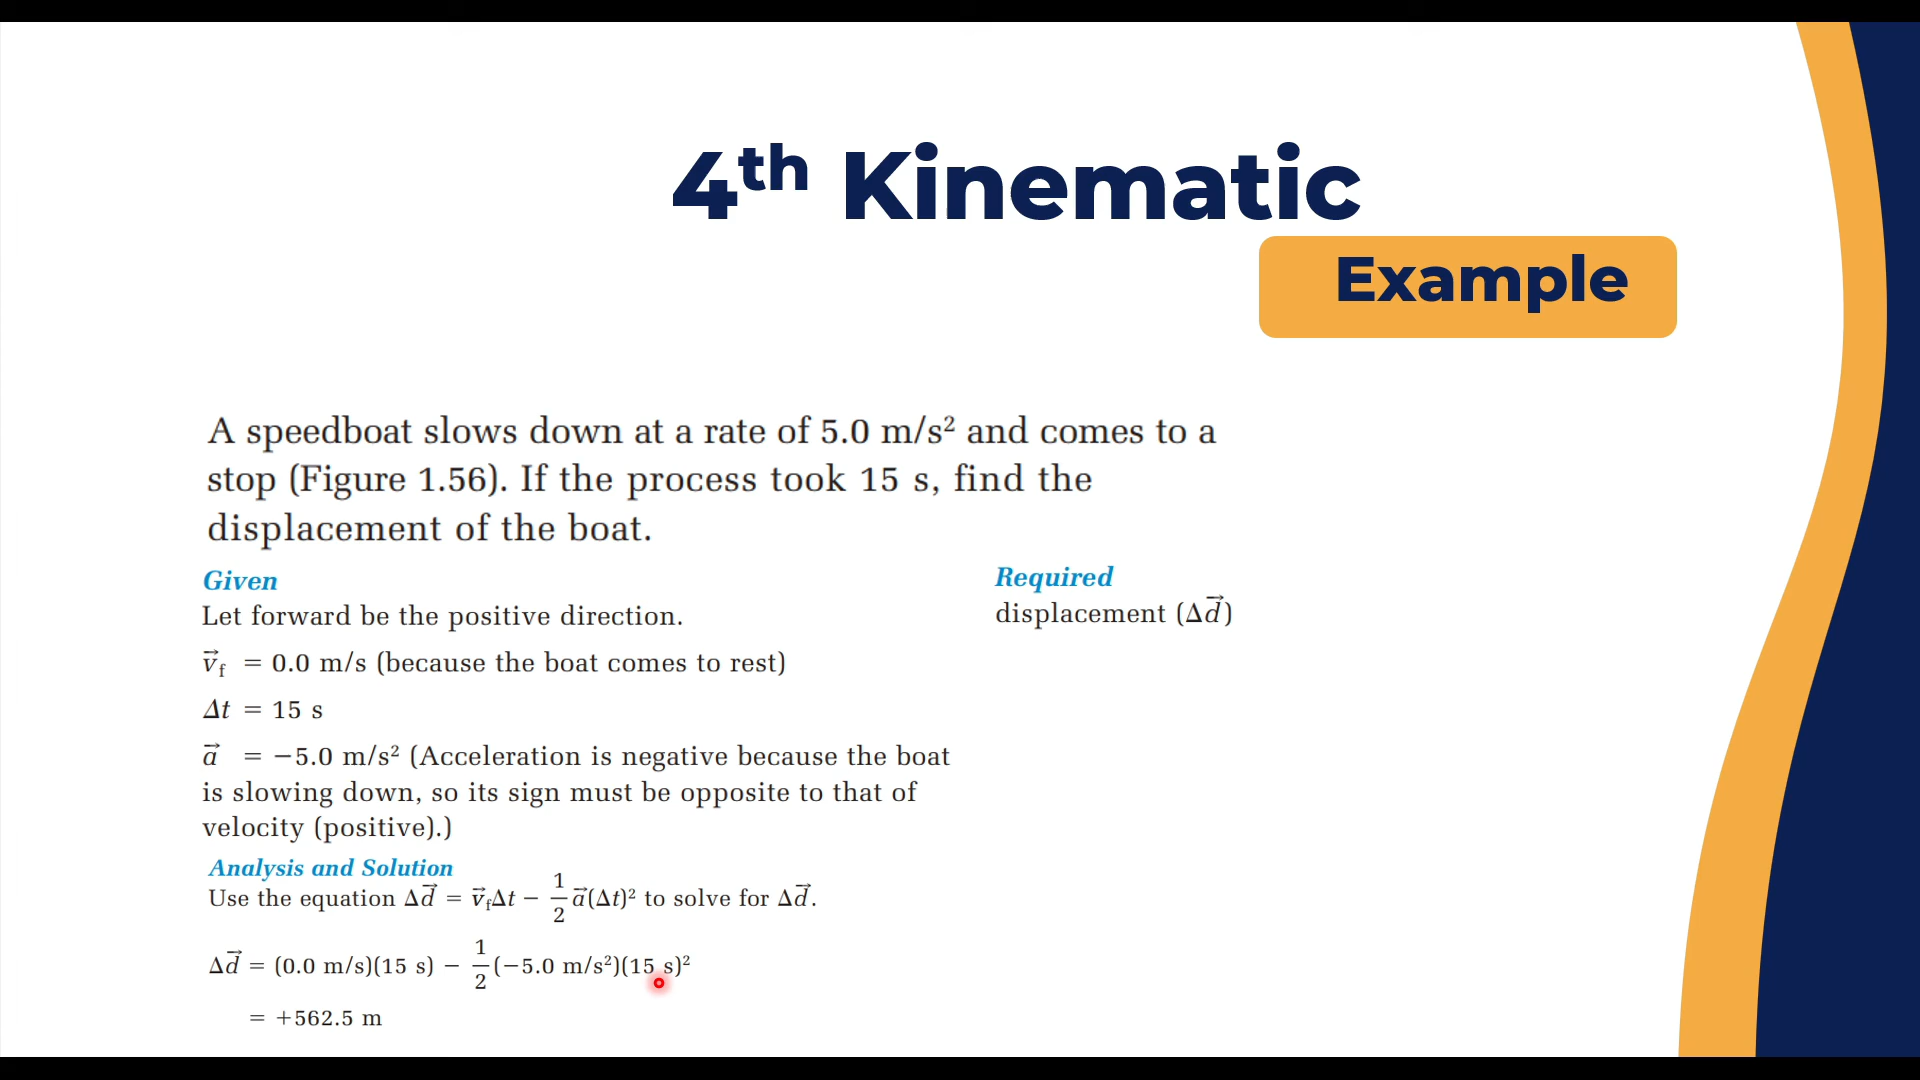 4ᵗʰ Kinematic
Example
A speedboat slows down at a rate of 5.0 m/s² and comes to a
stop (Figure 1.56). If the process took 15 s, find the
displacement of the boat.
Given
Let forward be the positive direction.
v⃗f = 0.0 m/s (because the boat comes to rest)
Δt = 15 s
a⃗ = −5.0 m/s² (Acceleration is negative because the boat
is slowing down, so its sign must be opposite to that of
velocity (positive).)
Required
displacement (Δd⃗)
Analysis and Solution
Use the equation Δd⃗ = v⃗fΔt − 1/2 a⃗(Δt)² to solve for Δd⃗.
Δd⃗ = (0.0 m/s)(15 s) − 1/2 (−5.0 m/s²)(15 s)²
= +562.5 m